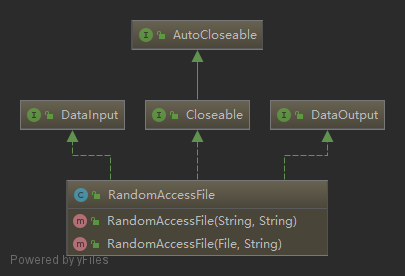 I AutoCloseable
I DataInput
I Closeable
I DataOutput
C RandomAccessFile
m RandomAccessFile(String, String)
m RandomAccessFile(File, String)
Powered by yFiles